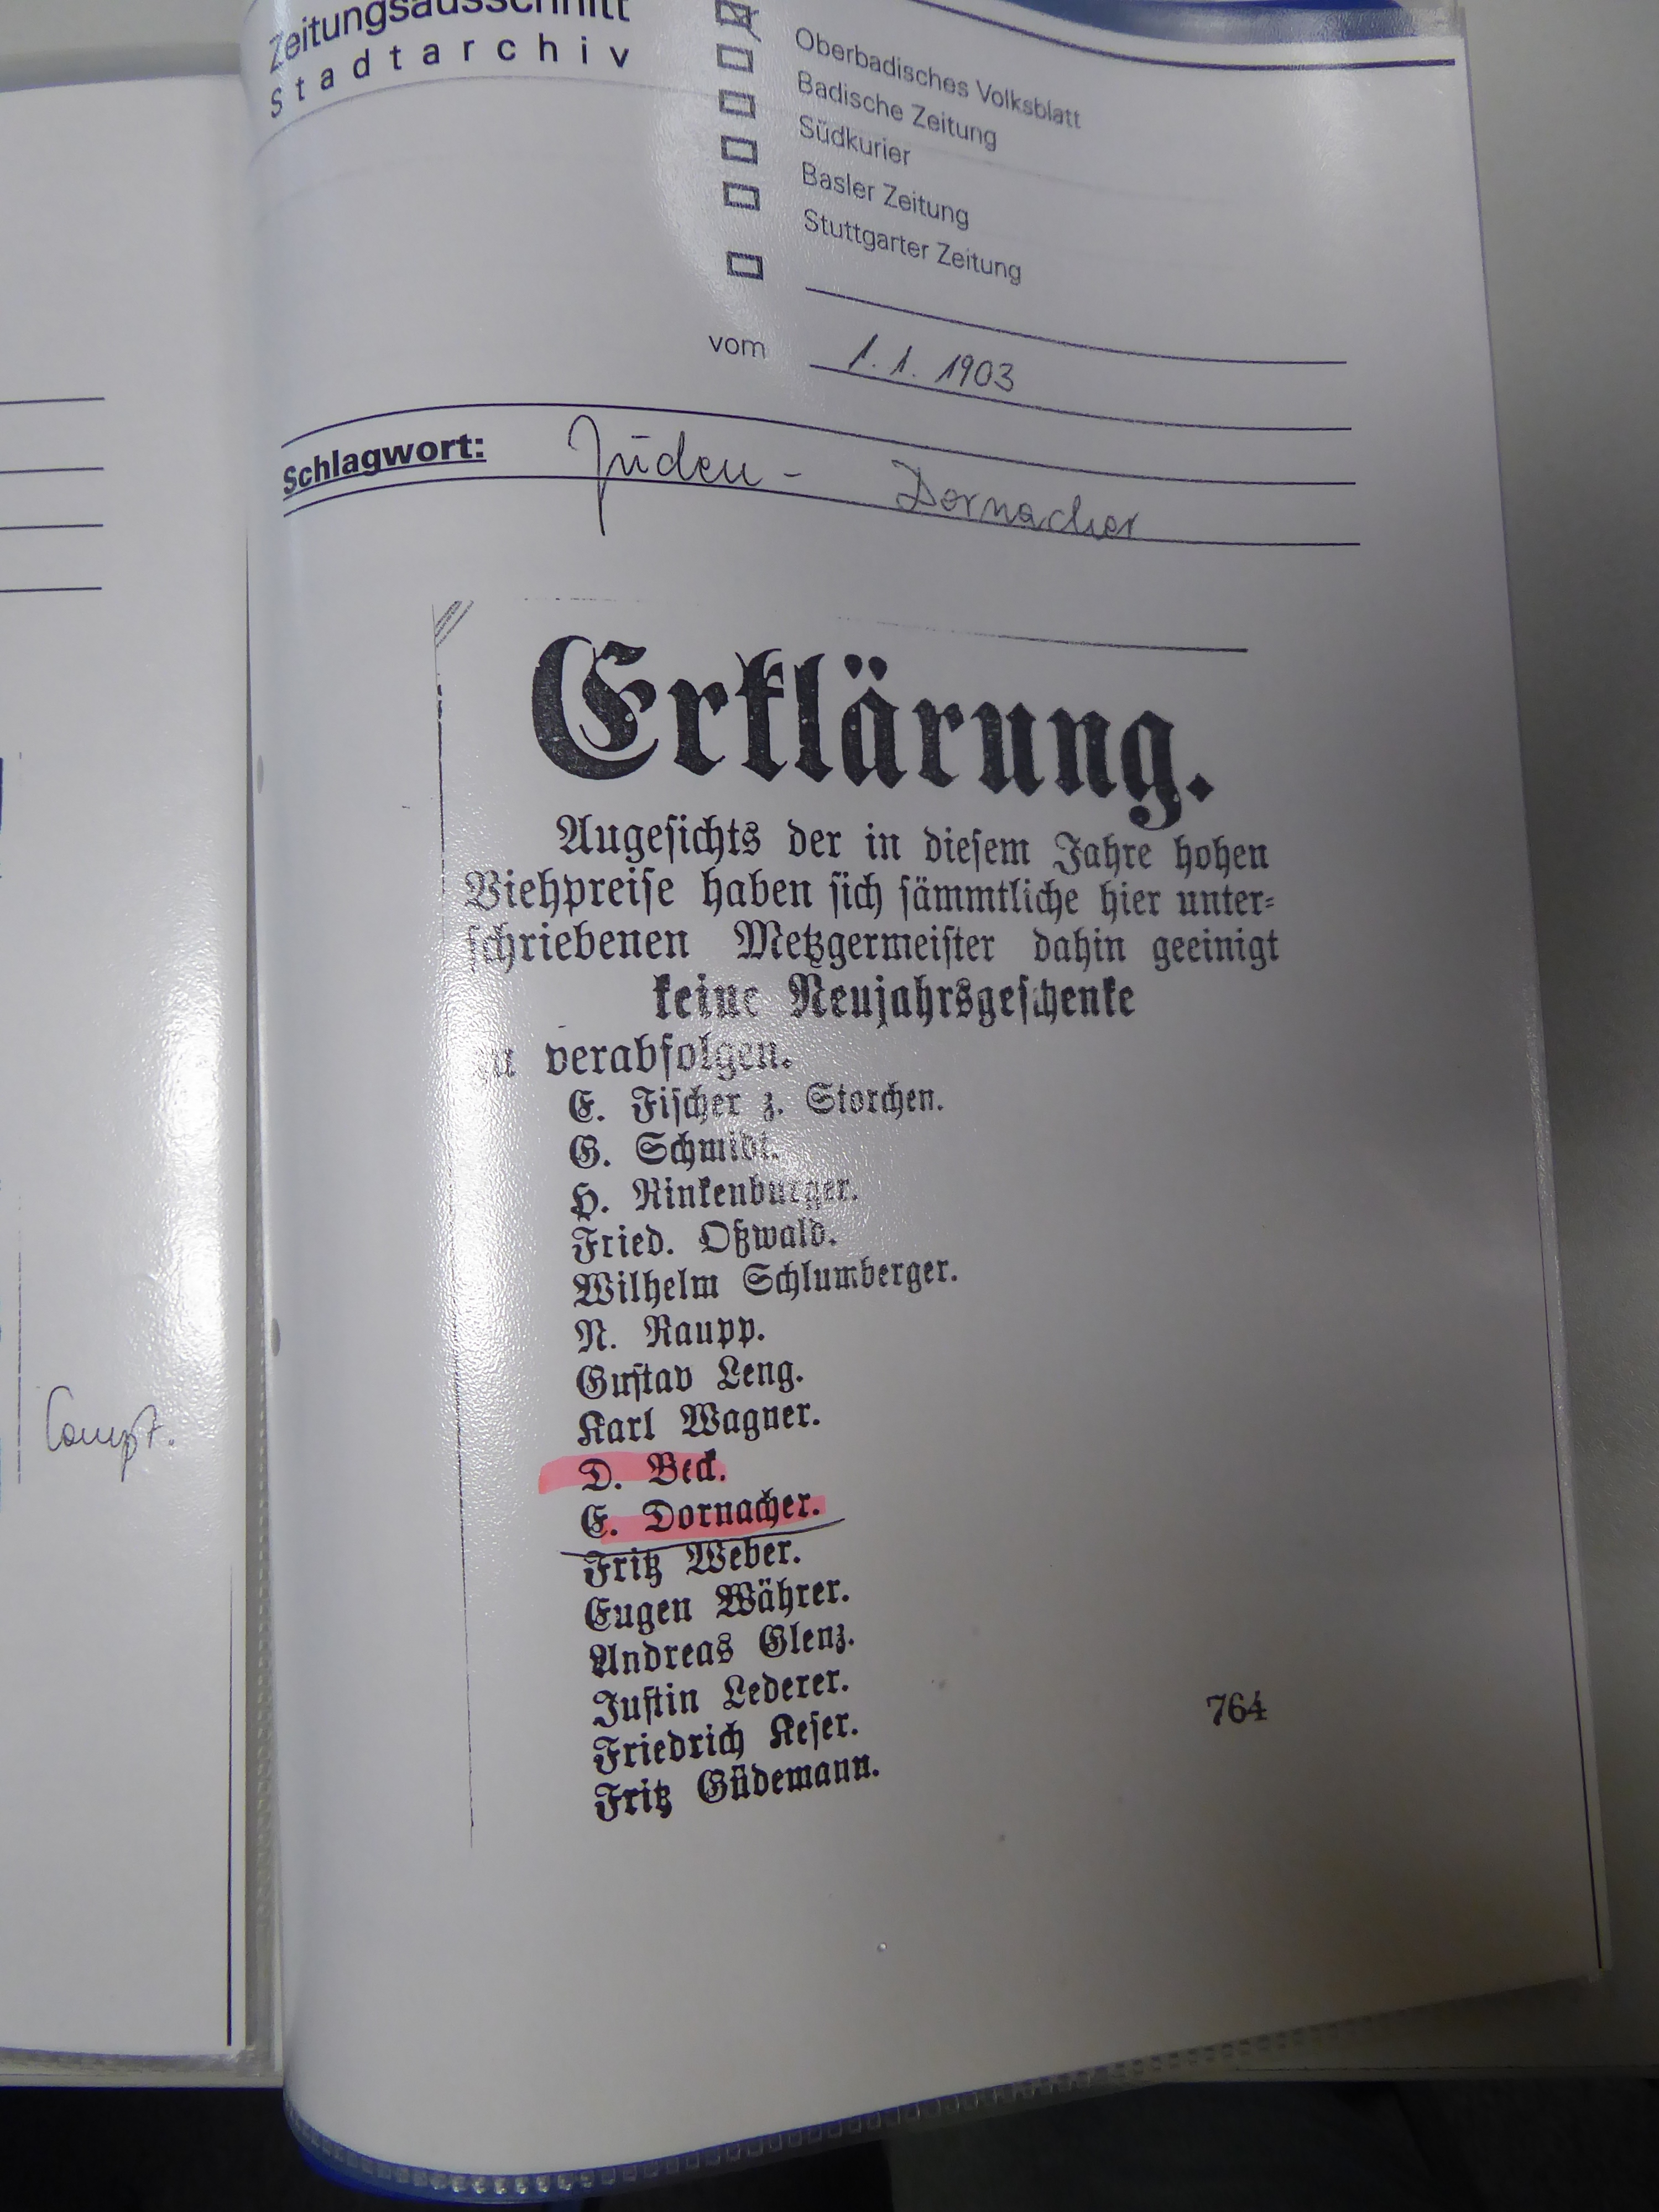 Zeitungsausschnitt
Stadtarchiv
Oberbadisches Volksblatt
Badische Zeitung
Südkurier
Basler Zeitung
Stuttgarter Zeitung
vom 1.1.1903
Schlagwort: Juden - Dornacher
Erklärung.
Angesichts der in diesem Jahre hohen
Viehpreise haben sich sämmtliche hier unter-
schriebenen Metzgermeister dahin geeinigt
keine Neujahrsgeschenke
zu verabfolgen.
E. Fischer z. Storchen.
G. Schmidt.
H. Rinkenburger.
Fried. Oßwald.
Wilhelm Schlumberger.
N. Raupp.
Gustav Leng.
Karl Wagner.
D. Beck.
E. Dornacher.
Fritz Weber.
Eugen Währer.
Andreas Glenz.
Justin Lederer.
Friedrich Keser.
Fritz Güdemann.
764